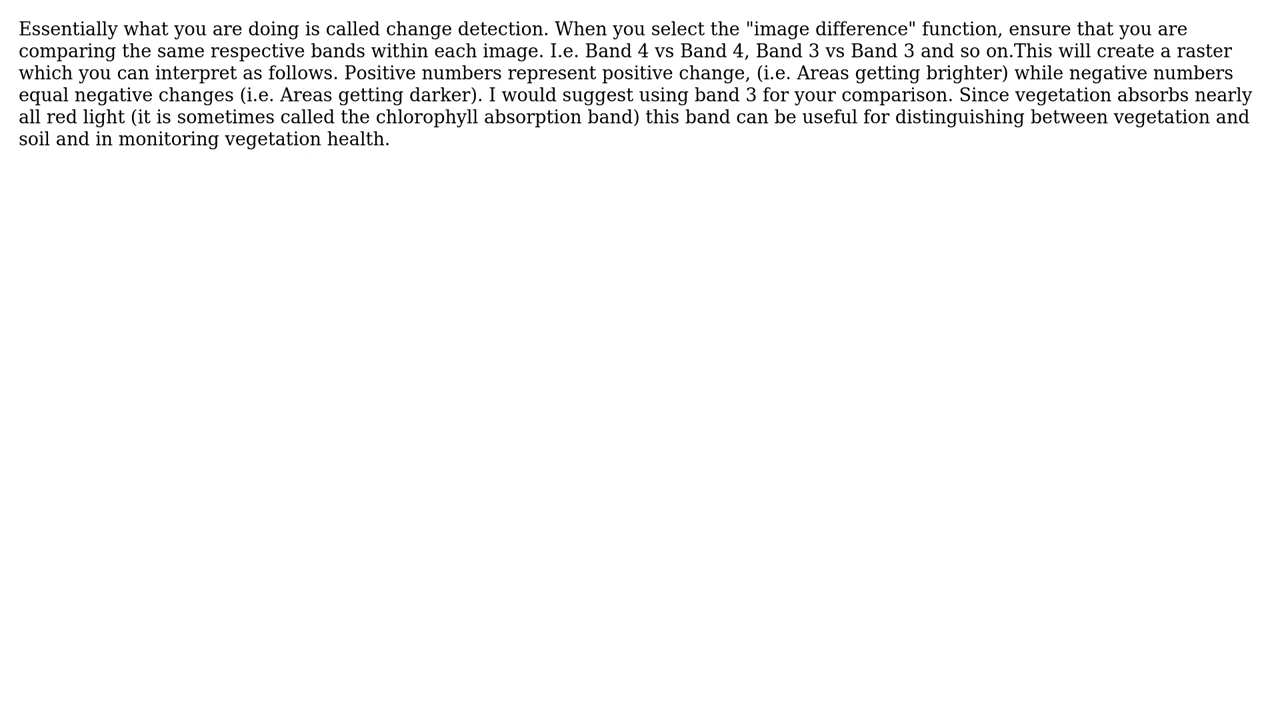 Essentially what you are doing is called change detection. When you select the "image difference" function, ensure that you are
comparing the same respective bands within each image. I.e. Band 4 vs Band 4, Band 3 vs Band 3 and so on.This will create a raster
which you can interpret as follows. Positive numbers represent positive change, (i.e. Areas getting brighter) while negative numbers
equal negative changes (i.e. Areas getting darker). I would suggest using band 3 for your comparison. Since vegetation absorbs nearly
all red light (it is sometimes called the chlorophyll absorption band) this band can be useful for distinguishing between vegetation and
soil and in monitoring vegetation health.